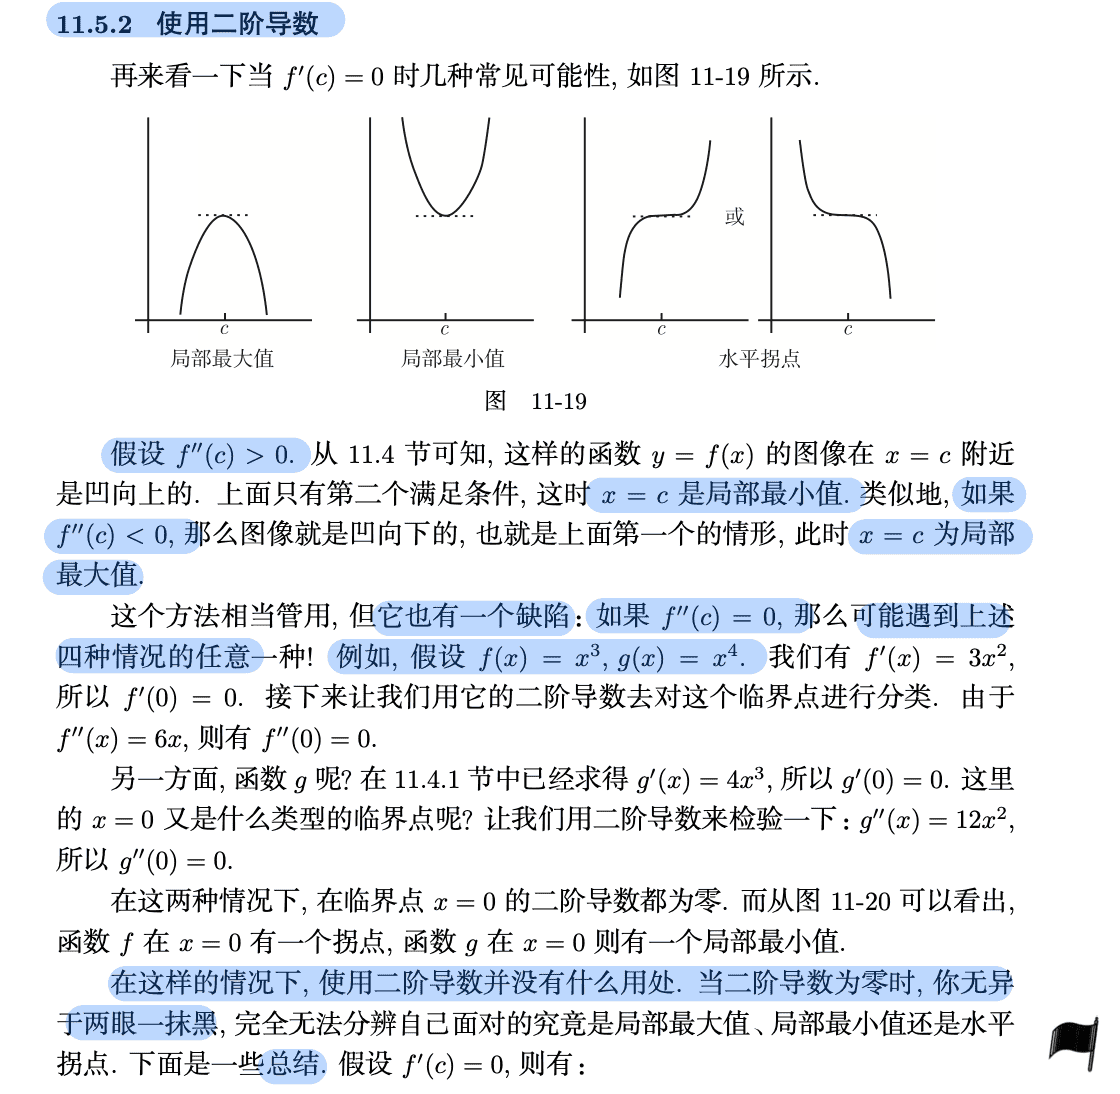 11.5.2 使用二阶导数
再来看一下当 f′(c) = 0 时几种常见可能性, 如图 11-19 所示.
或
c c c c
局部最大值 局部最小值 水平拐点
图 11-19
假设 f″(c) > 0. 从 11.4 节可知, 这样的函数 y = f(x) 的图像在 x = c 附近
是凹向上的. 上面只有第二个满足条件, 这时 x = c 是局部最小值. 类似地, 如果
f″(c) < 0, 那么图像就是凹向下的, 也就是上面第一个的情形, 此时 x = c 为局部
最大值.
这个方法相当管用, 但它也有一个缺陷: 如果 f″(c) = 0, 那么可能遇到上述
四种情况的任意一种! 例如, 假设 f(x) = x³, g(x) = x⁴. 我们有 f′(x) = 3x²,
所以 f′(0) = 0. 接下来让我们用它的二阶导数去对这个临界点进行分类. 由于
f″(x) = 6x, 则有 f″(0) = 0.
另一方面, 函数 g 呢? 在 11.4.1 节中已经求得 g′(x) = 4x³, 所以 g′(0) = 0. 这里
的 x = 0 又是什么类型的临界点呢? 让我们用二阶导数来检验一下: g″(x) = 12x²,
所以 g″(0) = 0.
在这两种情况下, 在临界点 x = 0 的二阶导数都为零. 而从图 11-20 可以看出,
函数 f 在 x = 0 有一个拐点, 函数 g 在 x = 0 则有一个局部最小值.
在这样的情况下, 使用二阶导数并没有什么用处. 当二阶导数为零时, 你无异
于两眼一抹黑, 完全无法分辨自己面对的究竟是局部最大值、局部最小值还是水平
拐点. 下面是一些总结. 假设 f′(c) = 0, 则有: